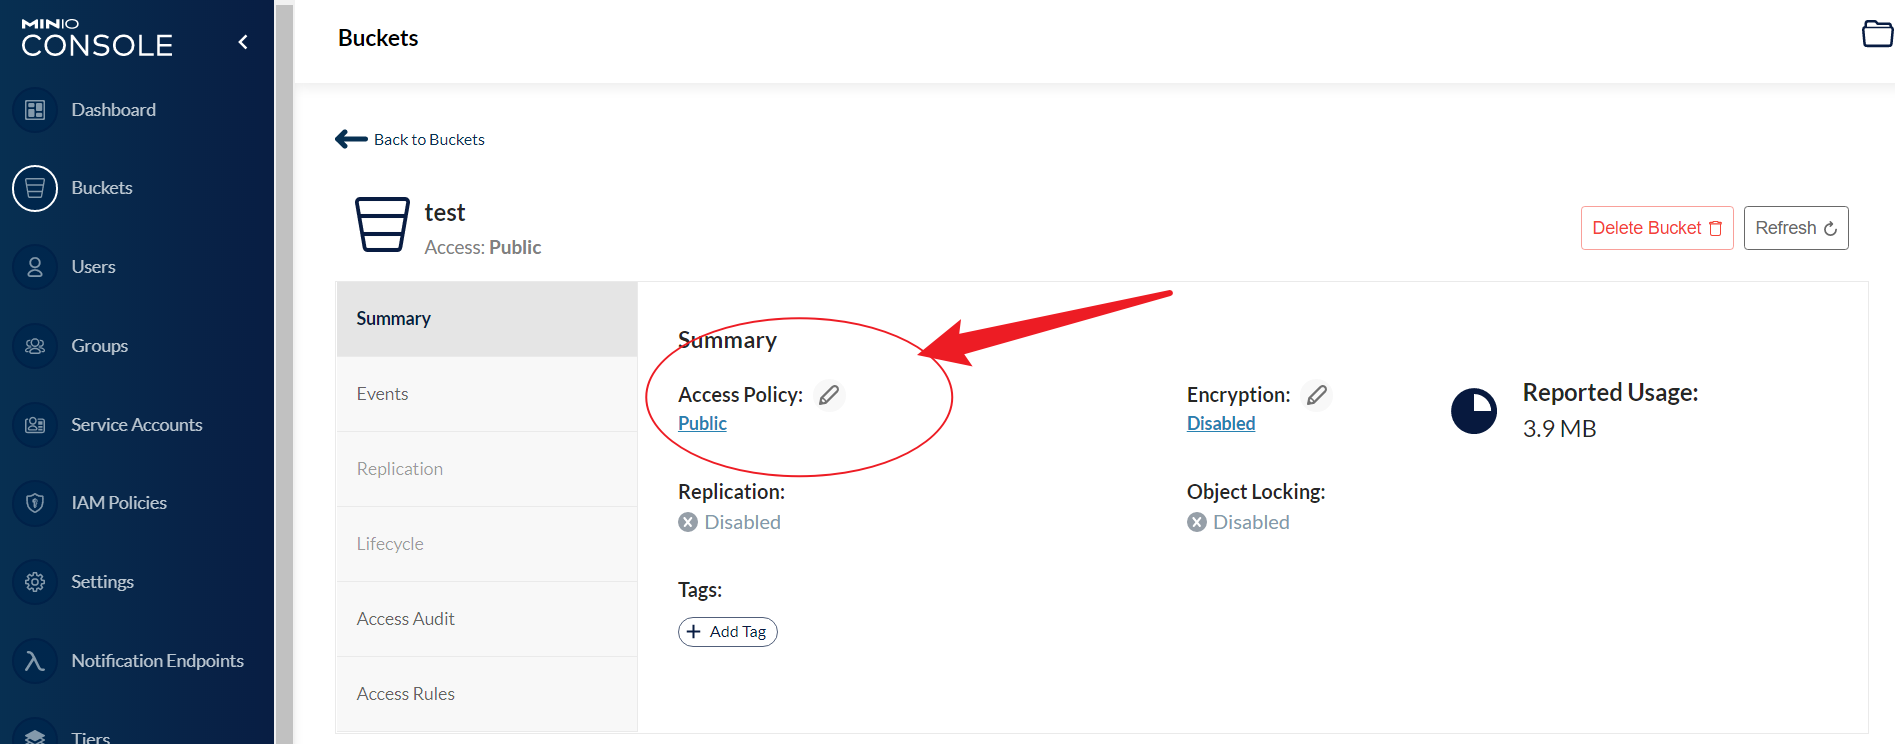 MINIO
CONSOLE
Dashboard
Buckets
Users
Groups
Service Accounts
IAM Policies
Settings
Notification Endpoints
Tiers
Buckets
Back to Buckets
test
Access: Public
Delete Bucket
Refresh
Summary
Events
Replication
Lifecycle
Access Audit
Access Rules
Summary
Access Policy:
Public
Encryption:
Disabled
Reported Usage:
3.9 MB
Replication:
Disabled
Object Locking:
Disabled
Tags:
+ Add Tag